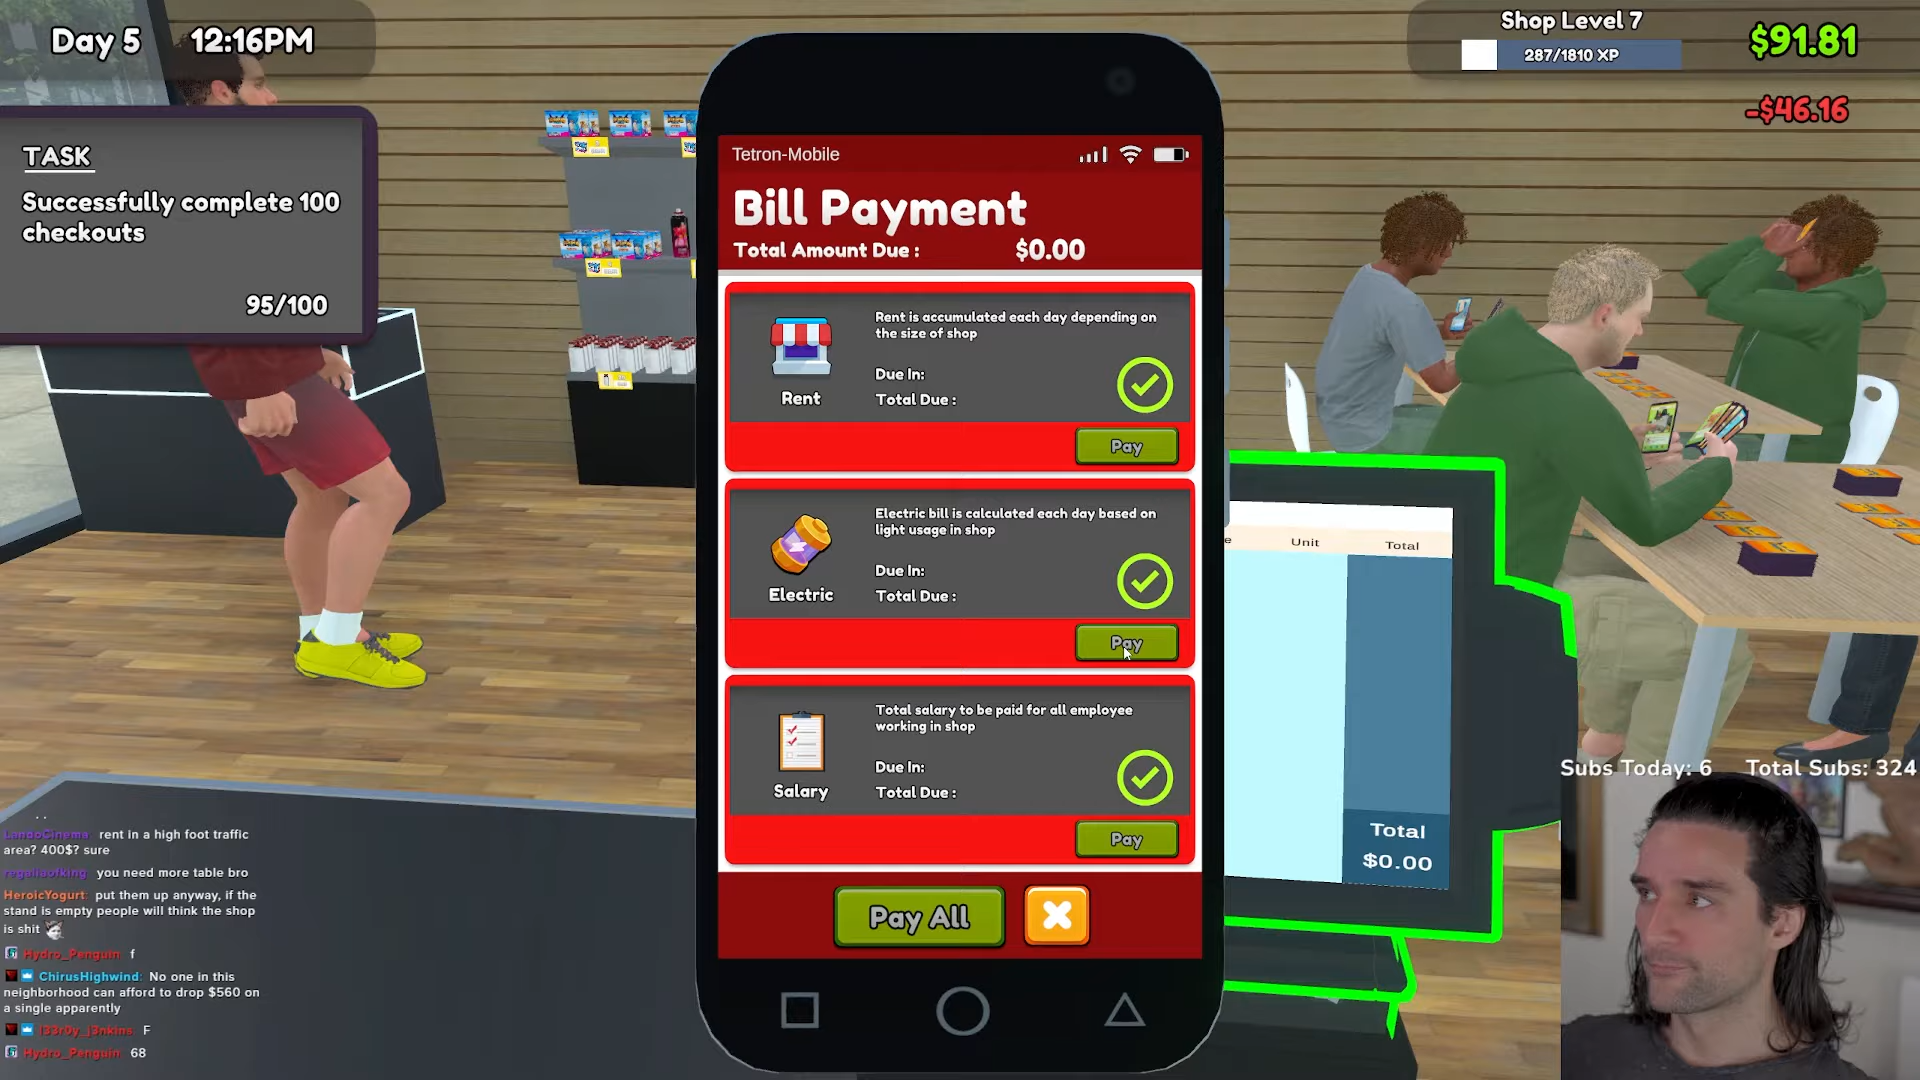 Day 5 12:16PM
Shop Level 7
287/1810 XP
$91.81
-$46.16
TASK
Successfully complete 100
checkouts
95/100
Tetron-Mobile
Bill Payment
Total Amount Due : $0.00
Rent is accumulated each day depending on
the size of shop
Due In:
Total Due :
Rent
Pay
Electric bill is calculated each day based on
light usage in shop
Due In:
Total Due :
Electric
Pay
Total salary to be paid for all employee
working in shop
Due In:
Total Due :
Salary
Pay
Pay All
Unit Total
Total
$0.00
Subs Today: 6 Total Subs: 324
LandoCinema: rent in a high foot traffic
area? 400$? sure
regaliaofking: you need more table bro
HeroicYogurt: put them up anyway, if the
stand is empty people will think the shop
is shit
Hydro_Penguin: f
ChirusHighwind: No one in this
neighborhood can afford to drop $560 on
a single apparently
l33r0y_j3nkins: F
Hydro_Penguin: 68